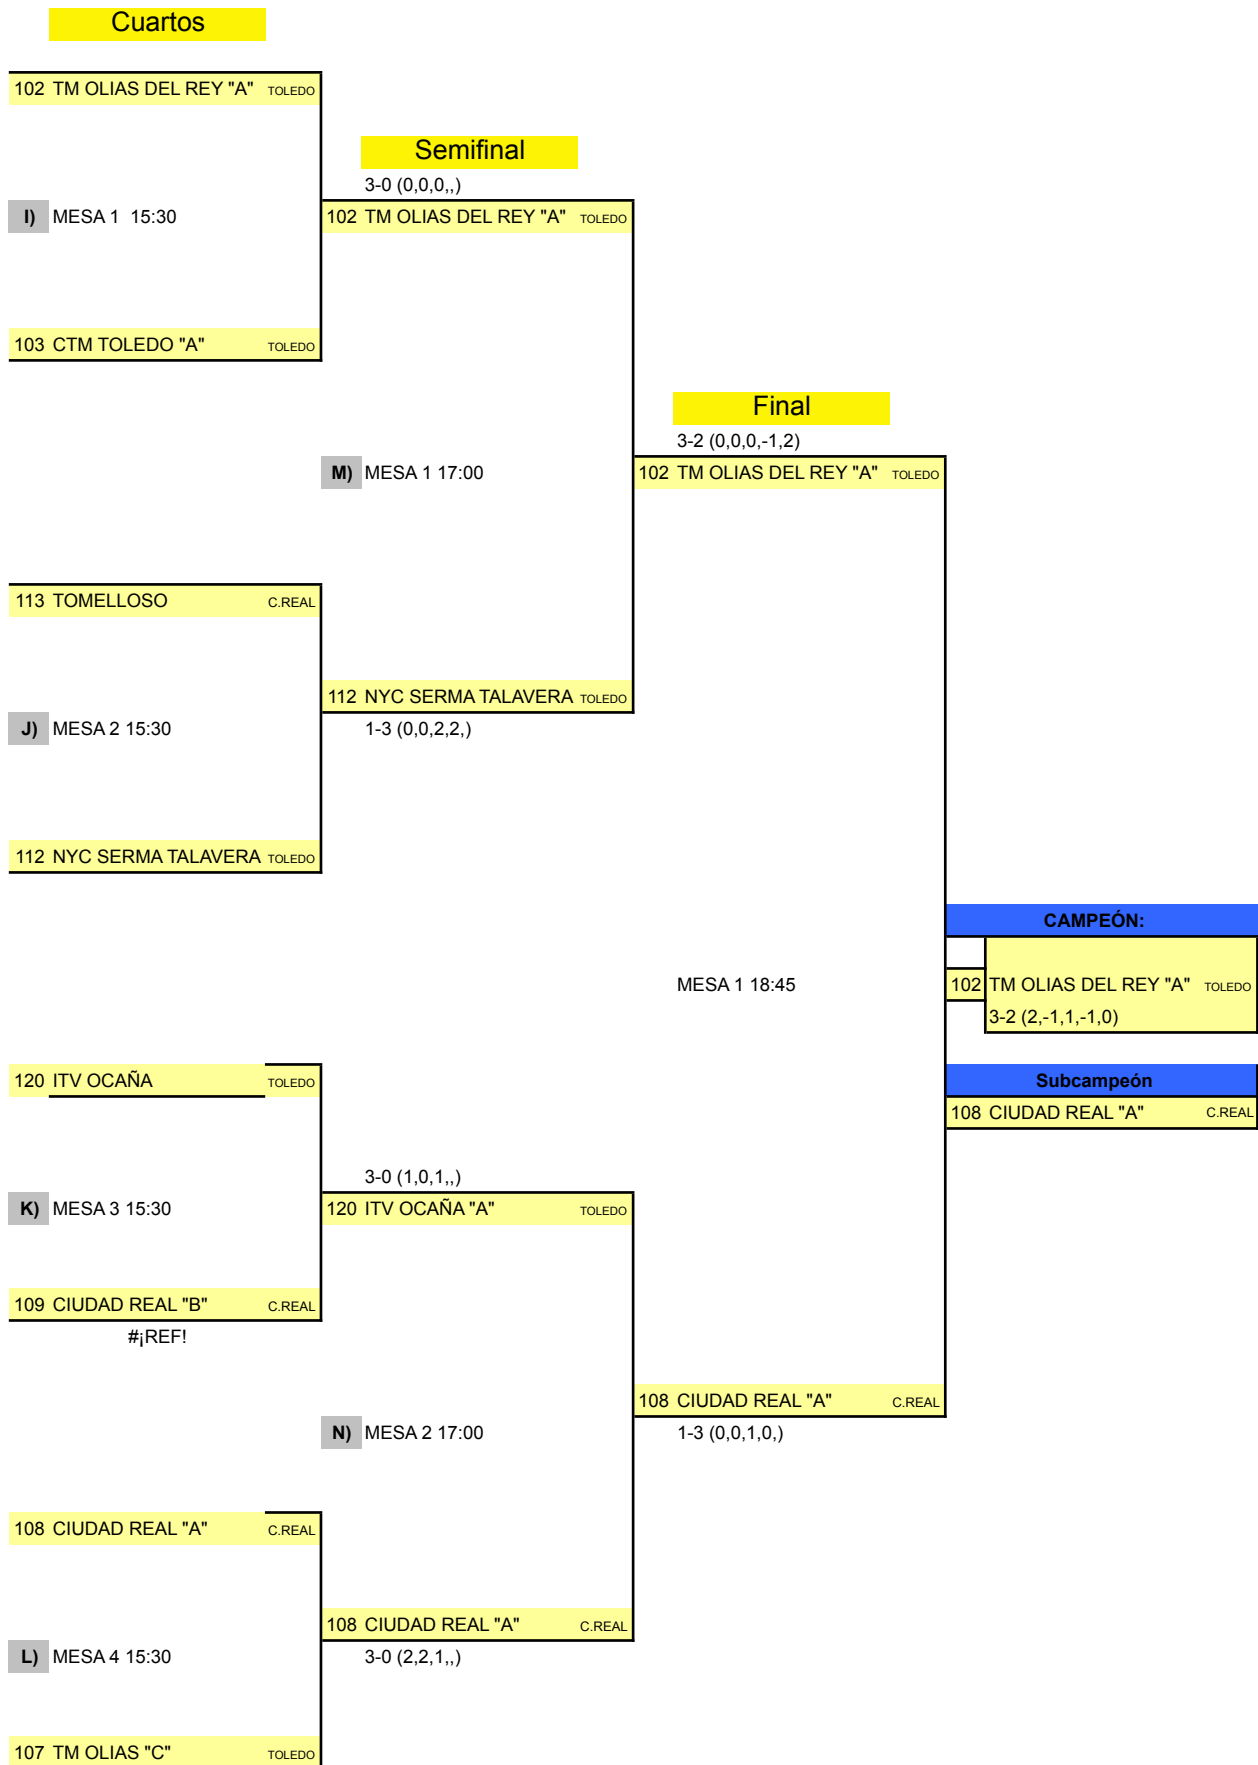 Cuartos
102 TM OLIAS DEL REY "A" TOLEDO
Semifinal
3-0 (0,0,0,,)
I) MESA 1 15:30
102 TM OLIAS DEL REY "A" TOLEDO
103 CTM TOLEDO "A" TOLEDO
Final
3-2 (0,0,0,-1,2)
M) MESA 1 17:00
102 TM OLIAS DEL REY "A" TOLEDO
113 TOMELLOSO C.REAL
112 NYC SERMA TALAVERA TOLEDO
J) MESA 2 15:30
1-3 (0,0,2,2,)
112 NYC SERMA TALAVERA TOLEDO
CAMPEÓN:
MESA 1 18:45
102 TM OLIAS DEL REY "A" TOLEDO
3-2 (2,-1,1,-1,0)
120 ITV OCAÑA TOLEDO
Subcampeón
108 CIUDAD REAL "A" C.REAL
3-0 (1,0,1,,)
K) MESA 3 15:30
120 ITV OCAÑA "A" TOLEDO
109 CIUDAD REAL "B" C.REAL
#¡REF!
108 CIUDAD REAL "A" C.REAL
N) MESA 2 17:00
1-3 (0,0,1,0,)
108 CIUDAD REAL "A" C.REAL
108 CIUDAD REAL "A" C.REAL
L) MESA 4 15:30
3-0 (2,2,1,,)
107 TM OLIAS "C" TOLEDO